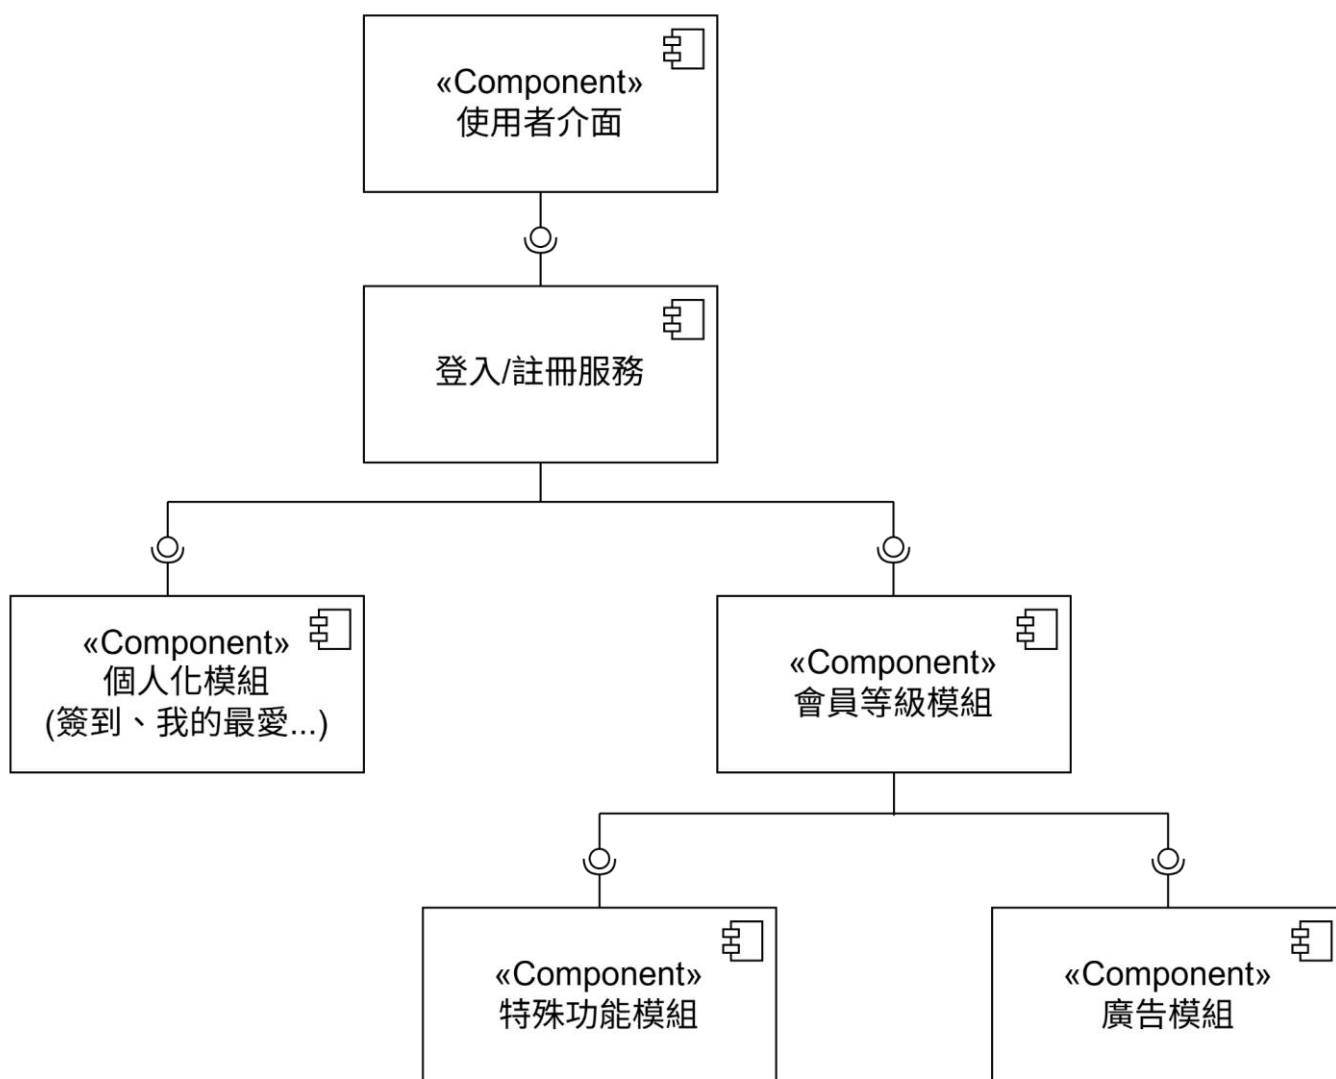 «Component»
使用者介面
登入/註冊服務
«Component»
個人化模組
(簽到、我的最愛...)
«Component»
會員等級模組
«Component»
特殊功能模組
«Component»
廣告模組